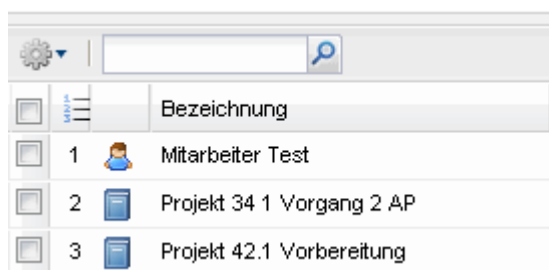 Bezeichnung
1 Mitarbeiter Test
2 Projekt 34 1 Vorgang 2 AP
3 Projekt 42.1 Vorbereitung